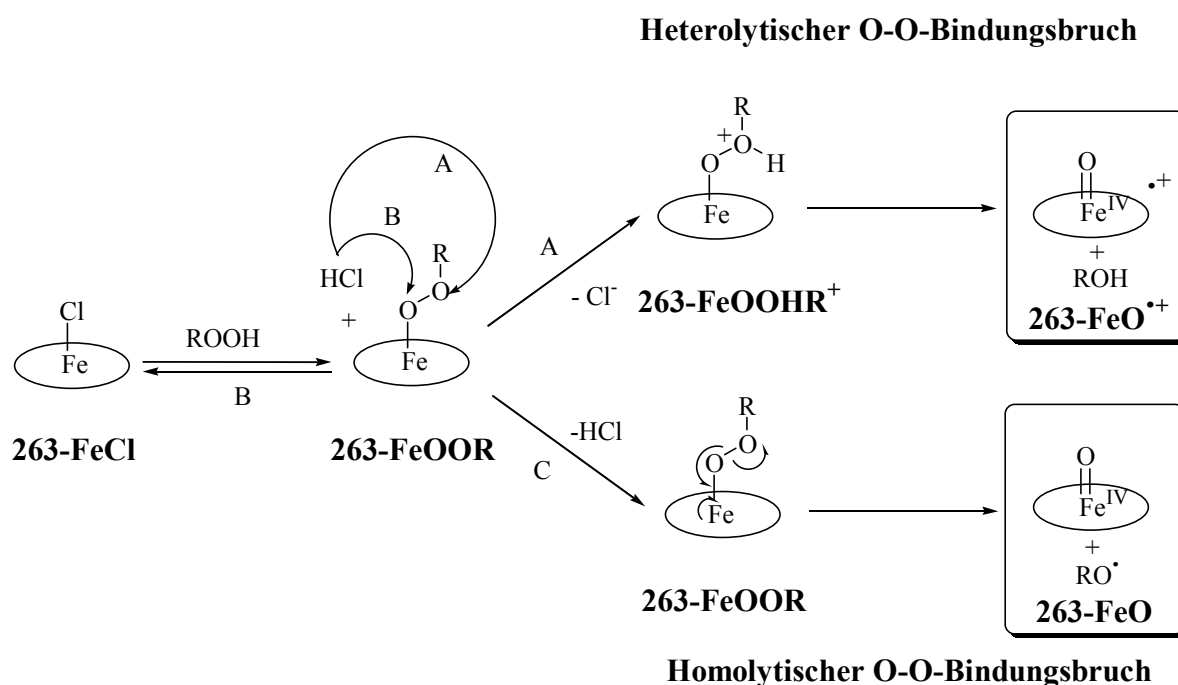 Heterolytischer O-O-Bindungsbruch
R
+
O
H
O
Fe
A
- Cl⁻
263-FeOOHR⁺
O
Fe^IV
•+
+
ROH
263-FeO•+
A
B
HCl
R
O
O
+
Fe
263-FeOOR
Cl
Fe
263-FeCl
ROOH
B
-HCl
C
R
O
O
Fe
263-FeOOR
O
Fe^IV
+
RO•
263-FeO
Homolytischer O-O-Bindungsbruch